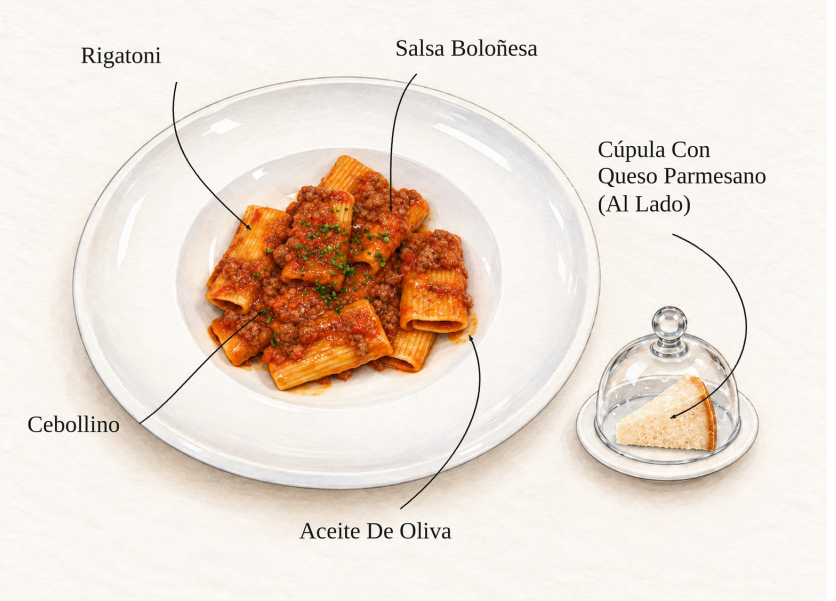 Rigatoni
Salsa Boloñesa
Cúpula Con
Queso Parmesano
(Al Lado)
Cebollino
Aceite De Oliva